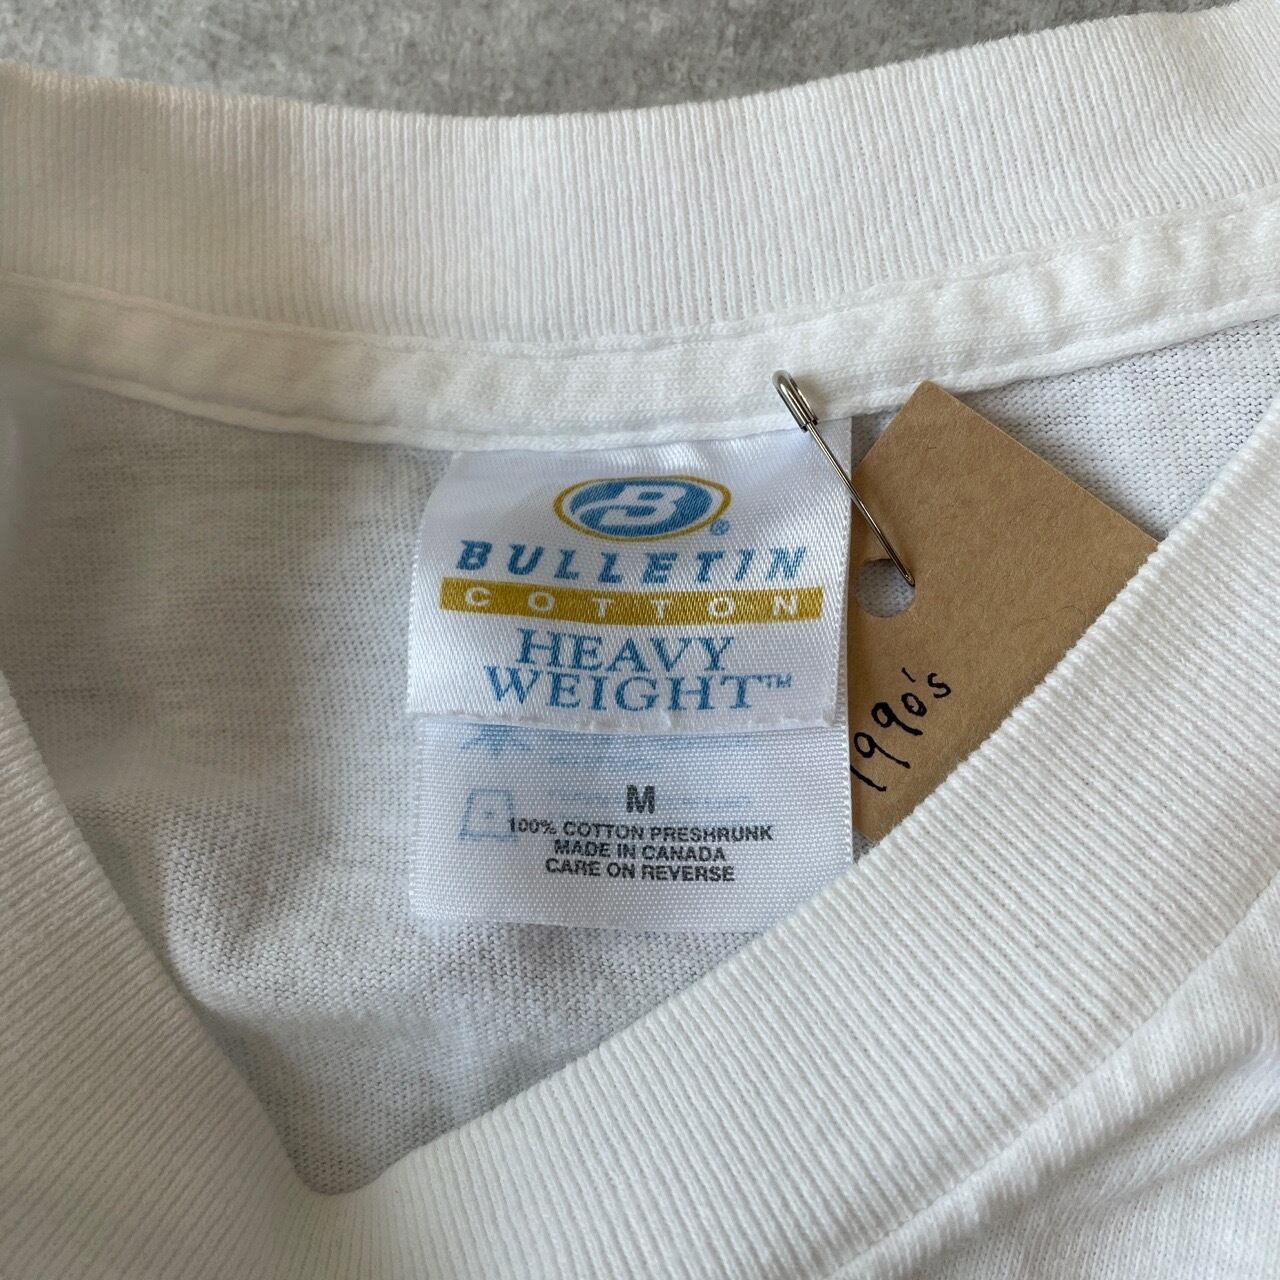 B®
BULLETIN
COTTON
HEAVY
WEIGHT™
M
100% COTTON PRESHRUNK
MADE IN CANADA
CARE ON REVERSE
1990's